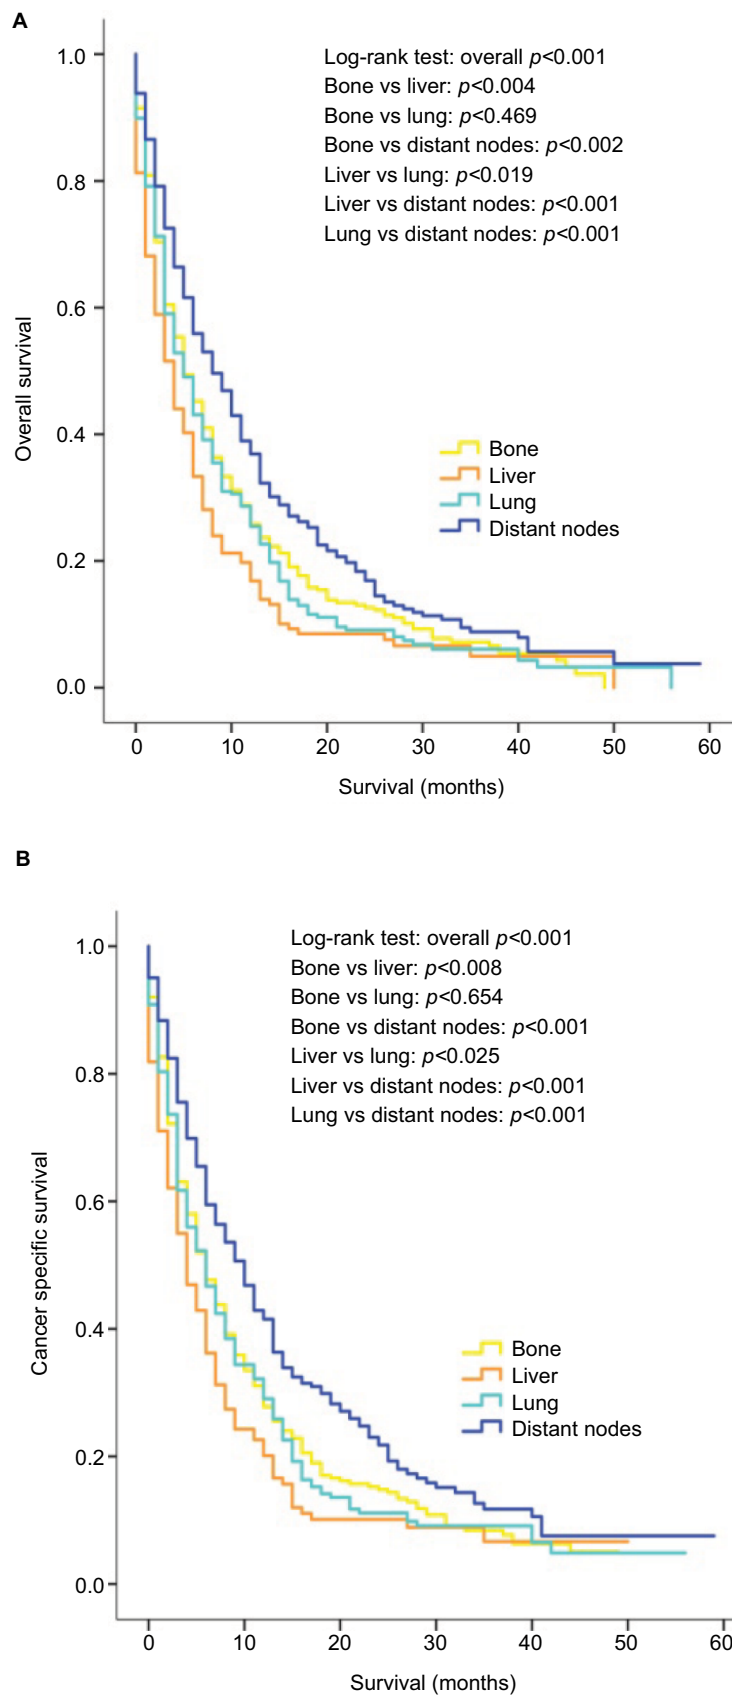 A
Log-rank test: overall p<0.001
Bone vs liver: p<0.004
Bone vs lung: p<0.469
Bone vs distant nodes: p<0.002
Liver vs lung: p<0.019
Liver vs distant nodes: p<0.001
Lung vs distant nodes: p<0.001
1.0
0.8
0.6
0.4
0.2
0.0
Overall survival
Bone
Liver
Lung
Distant nodes
0 10 20 30 40 50 60
Survival (months)
B
Log-rank test: overall p<0.001
Bone vs liver: p<0.008
Bone vs lung: p<0.654
Bone vs distant nodes: p<0.001
Liver vs lung: p<0.025
Liver vs distant nodes: p<0.001
Lung vs distant nodes: p<0.001
1.0
0.8
0.6
0.4
0.2
0.0
Cancer specific survival
Bone
Liver
Lung
Distant nodes
0 10 20 30 40 50 60
Survival (months)